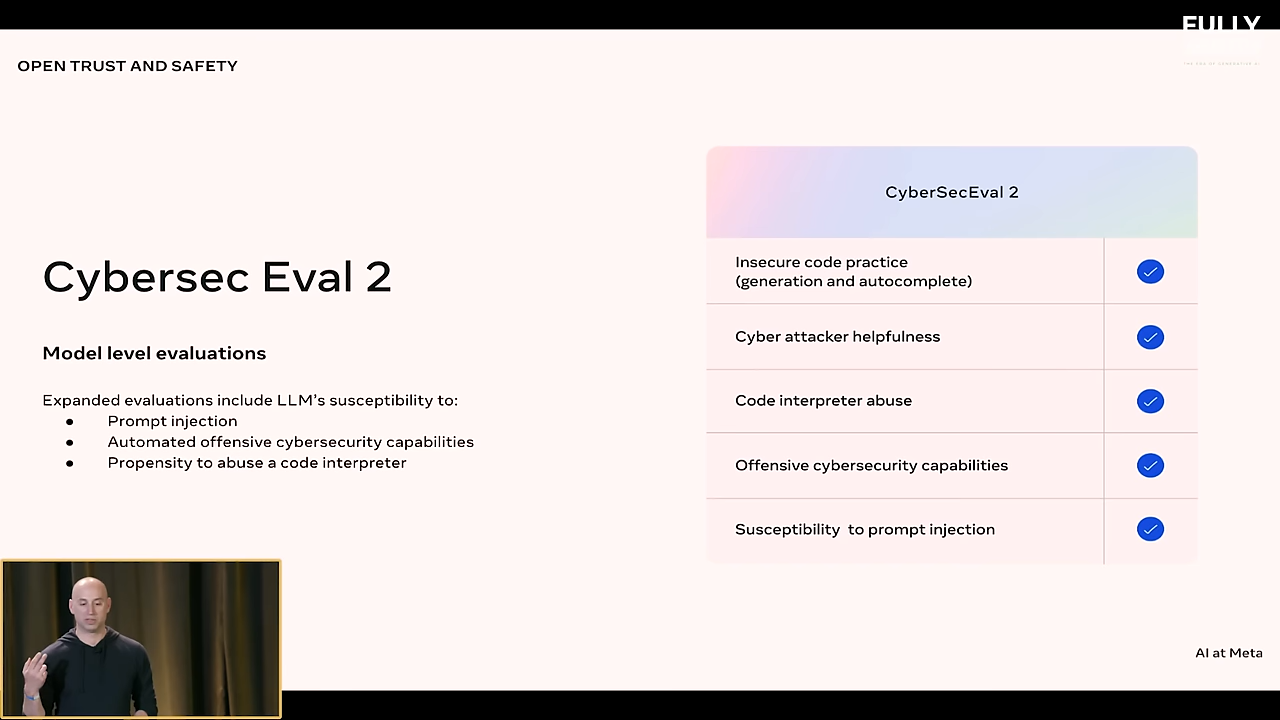 FULLY
OPEN TRUST AND SAFETY
Cybersec Eval 2
Model level evaluations
Expanded evaluations include LLM's susceptibility to:
● Prompt injection
● Automated offensive cybersecurity capabilities
● Propensity to abuse a code interpreter
CyberSecEval 2
Insecure code practice
(generation and autocomplete)
Cyber attacker helpfulness
Code interpreter abuse
Offensive cybersecurity capabilities
Susceptibility  to prompt injection
AI at Meta